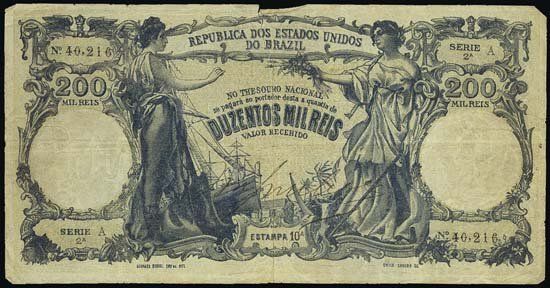 REPUBLICA DOS ESTADOS UNIDOS
DO BRAZIL
Nº 40,216
SERIE A
2ª
200
MIL REIS
200
MIL REIS
NO THESOURO NACIONAL
se pagará ao portador desta a quantia de
DUZENTOS MIL REIS
VALOR RECEBIDO
SERIE A
2ª
ESTAMPA 10ª
Nº 40,216